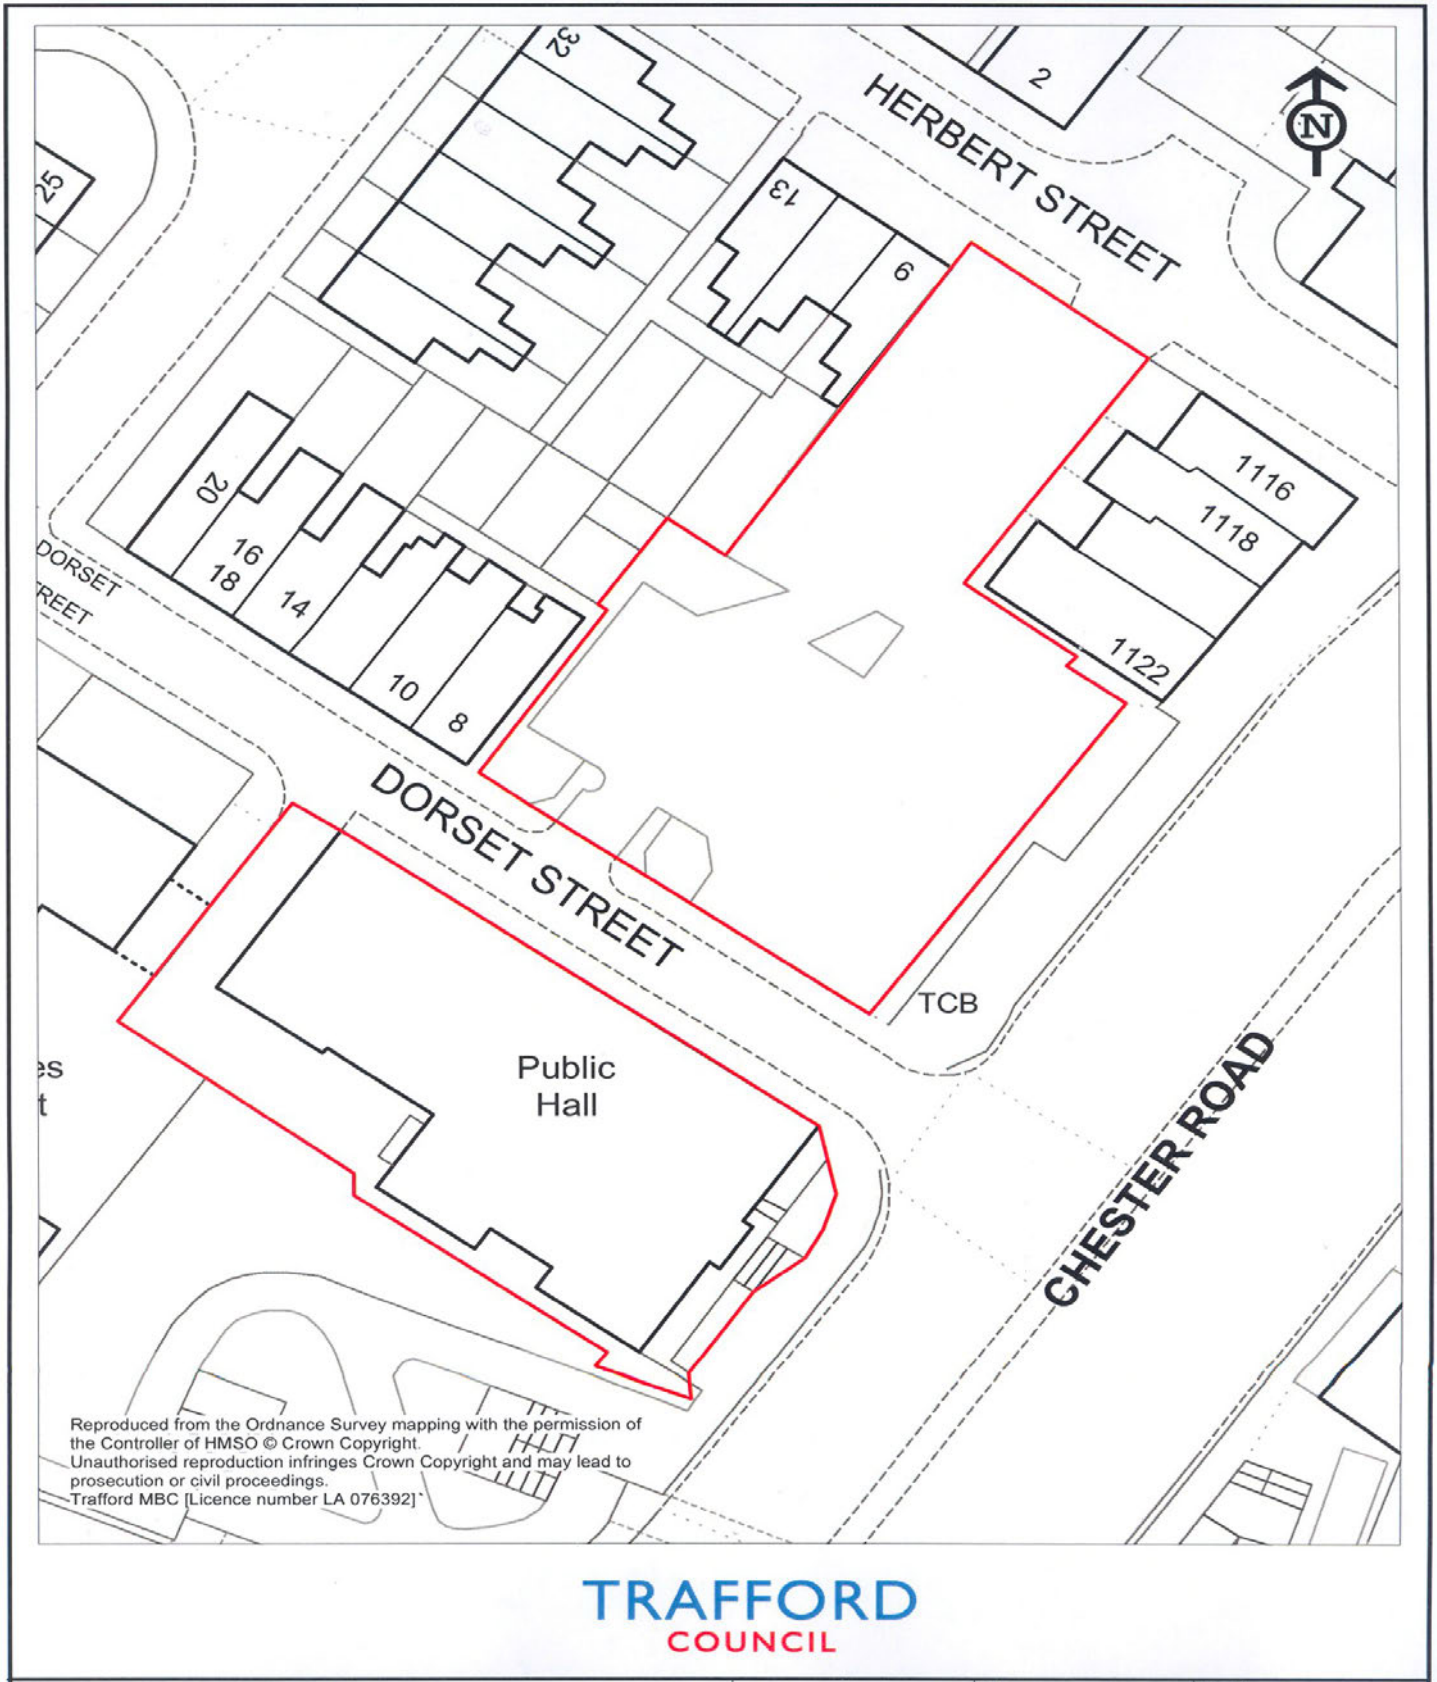 32
2
HERBERT STREET
N
25
13
9
20
16
18
14
10
8
1116
1118
1122
DORSET
REET
DORSET STREET
TCB
Public
Hall
es
t
CHESTER ROAD
Reproduced from the Ordnance Survey mapping with the permission of
the Controller of HMSO © Crown Copyright.
Unauthorised reproduction infringes Crown Copyright and may lead to
prosecution or civil proceedings.
Trafford MBC [Licence number LA 076392]`
TRAFFORD
COUNCIL